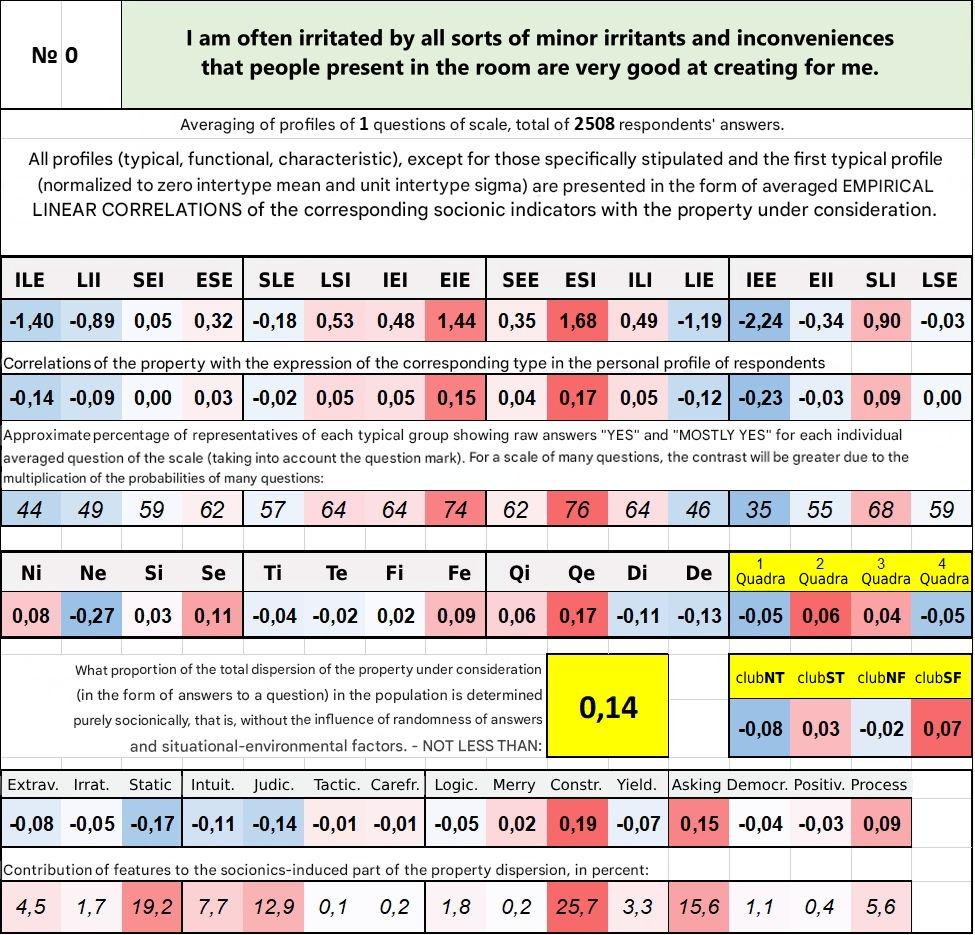 № 0
I am often irritated by all sorts of minor irritants and inconveniences
that people present in the room are very good at creating for me.
Averaging of profiles of 1 questions of scale, total of 2508 respondents' answers.
All profiles (typical, functional, characteristic), except for those specifically stipulated and the first typical profile
(normalized to zero intertype mean and unit intertype sigma) are presented in the form of averaged EMPIRICAL
LINEAR CORRELATIONS of the corresponding socionic indicators with the property under consideration.
ILE LII SEI ESE SLE LSI IEI EIE SEE ESI ILI LIE IEE EII SLI LSE
-1,40 -0,89 0,05 0,32 -0,18 0,53 0,48 1,44 0,35 1,68 0,49 -1,19 -2,24 -0,34 0,90 -0,03
Correlations of the property with the expression of the corresponding type in the personal profile of respondents
-0,14 -0,09 0,00 0,03 -0,02 0,05 0,05 0,15 0,04 0,17 0,05 -0,12 -0,23 -0,03 0,09 0,00
Approximate percentage of representatives of each typical group showing raw answers "YES" and "MOSTLY YES" for each individual
averaged question of the scale (taking into account the question mark). For a scale of many questions, the contrast will be greater due to the
multiplication of the probabilities of many questions:
44 49 59 62 57 64 64 74 62 76 64 46 35 55 68 59
Ni Ne Si Se Ti Te Fi Fe Qi Qe Di De 1 Quadra 2 Quadra 3 Quadra 4 Quadra
0,08 -0,27 0,03 0,11 -0,04 -0,02 0,02 0,09 0,06 0,17 -0,11 -0,13 -0,05 0,06 0,04 -0,05
What proportion of the total dispersion of the property under consideration
(in the form of answers to a question) in the population is determined
purely socionically, that is, without the influence of randomness of answers
and situational-environmental factors. - NOT LESS THAN:
0,14
clubNT clubST clubNF clubSF
-0,08 0,03 -0,02 0,07
Extrav. Irrat. Static Intuit. Judic. Tactic. Carefr. Logic. Merry Constr. Yield. Asking Democr. Positiv. Process
-0,08 -0,05 -0,17 -0,11 -0,14 -0,01 -0,01 -0,05 0,02 0,19 -0,07 0,15 -0,04 -0,03 0,09
Contribution of features to the socionics-induced part of the property dispersion, in percent:
4,5 1,7 19,2 7,7 12,9 0,1 0,2 1,8 0,2 25,7 3,3 15,6 1,1 0,4 5,6